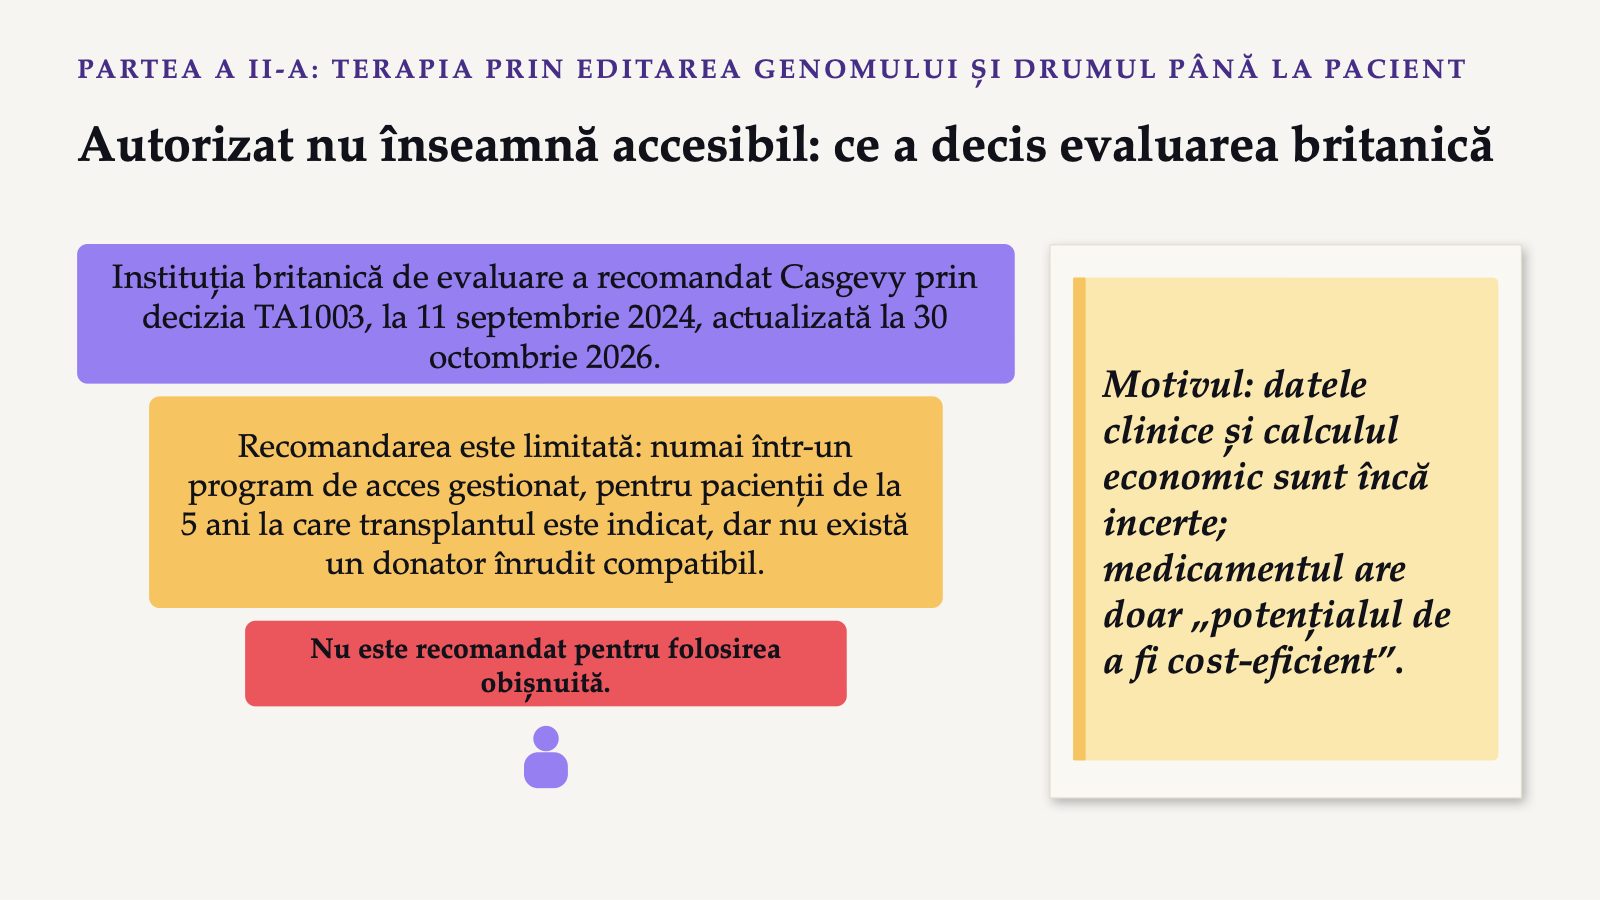 PARTEA A II-A: TERAPIA PRIN EDITAREA GENOMULUI ȘI DRUMUL PÂNĂ LA PACIENT
Autorizat nu înseamnă accesibil: ce a decis evaluarea britanică
Instituția britanică de evaluare a recomandat Casgevy prin
decizia TA1003, la 11 septembrie 2024, actualizată la 30
octombrie 2026.
Recomandarea este limitată: numai într-un
program de acces gestionat, pentru pacienții de la
5 ani la care transplantul este indicat, dar nu există
un donator înrudit compatibil.
Nu este recomandat pentru folosirea
obișnuită.
Motivul: datele
clinice și calculul
economic sunt încă
incerte;
medicamentul are
doar „potențialul de
a fi cost-eficient”.